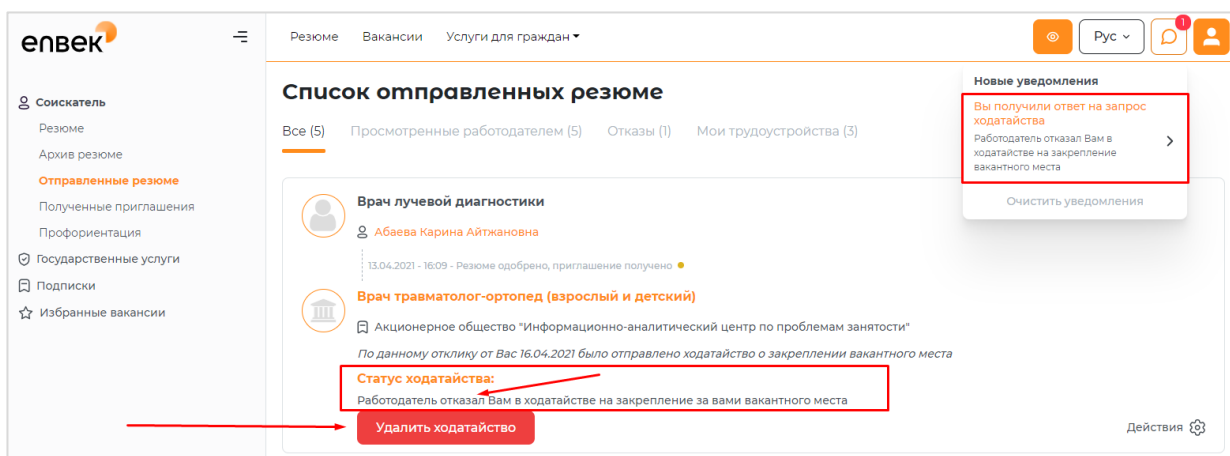 enbek
Резюме Вакансии Услуги для граждан
Рус
1
Соискатель
Резюме
Архив резюме
Отправленные резюме
Полученные приглашения
Профориентация
Государственные услуги
Подписки
Избранные вакансии
Список отправленных резюме
Все (5) Просмотренные работодателем (5) Отказы (1) Мои трудоустройства (3)
Новые уведомления
Вы получили ответ на запрос
ходатайства
Работодатель отказал Вам в
ходатайстве на закрепление
вакантного места
Очистить уведомления
Врач лучевой диагностики
Абаева Карина Айтжановна
13.04.2021 - 16:09 - Резюме одобрено, приглашение получено
Врач травматолог-ортопед (взрослый и детский)
Акционерное общество "Информационно-аналитический центр по проблемам занятости"
По данному отклику от Вас 16.04.2021 было отправлено ходатайство о закреплении вакантного места
Статус ходатайства:
Работодатель отказал Вам в ходатайстве на закрепление за вами вакантного места
Удалить ходатайство
Действия